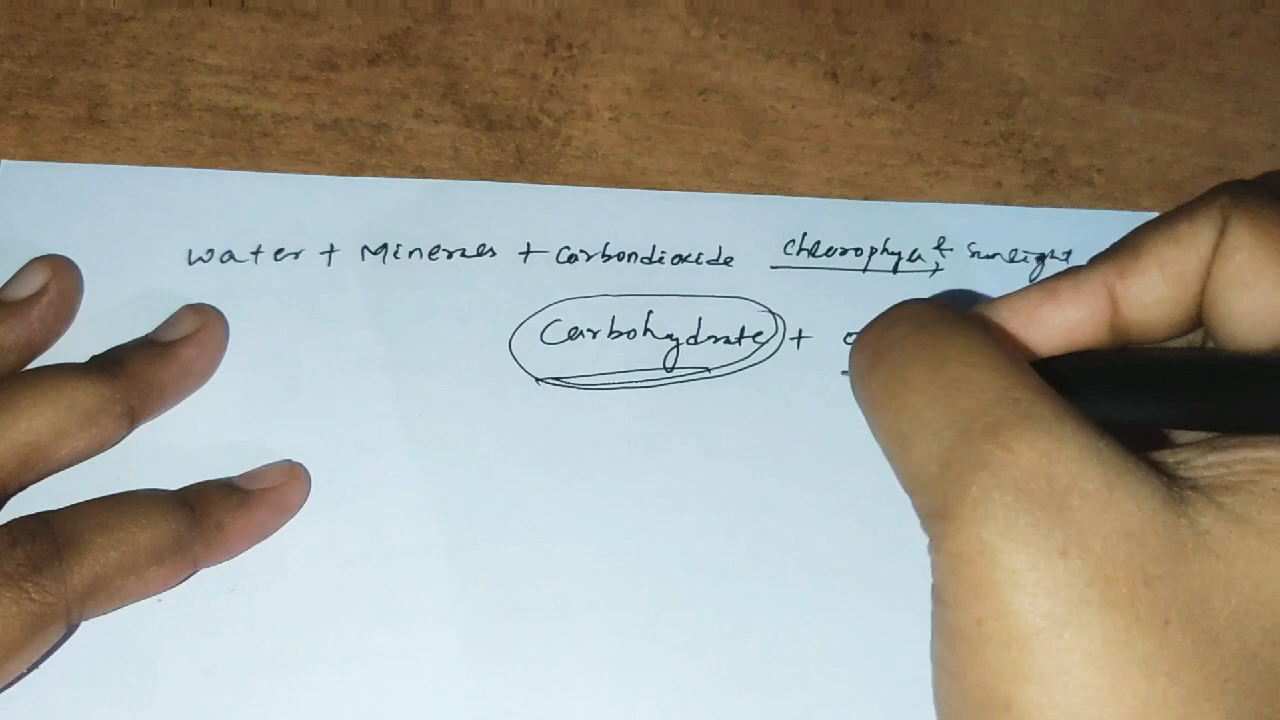 water + Minerals + Carbondioxide chlorophyll & Sunlight
Carbohydrate +